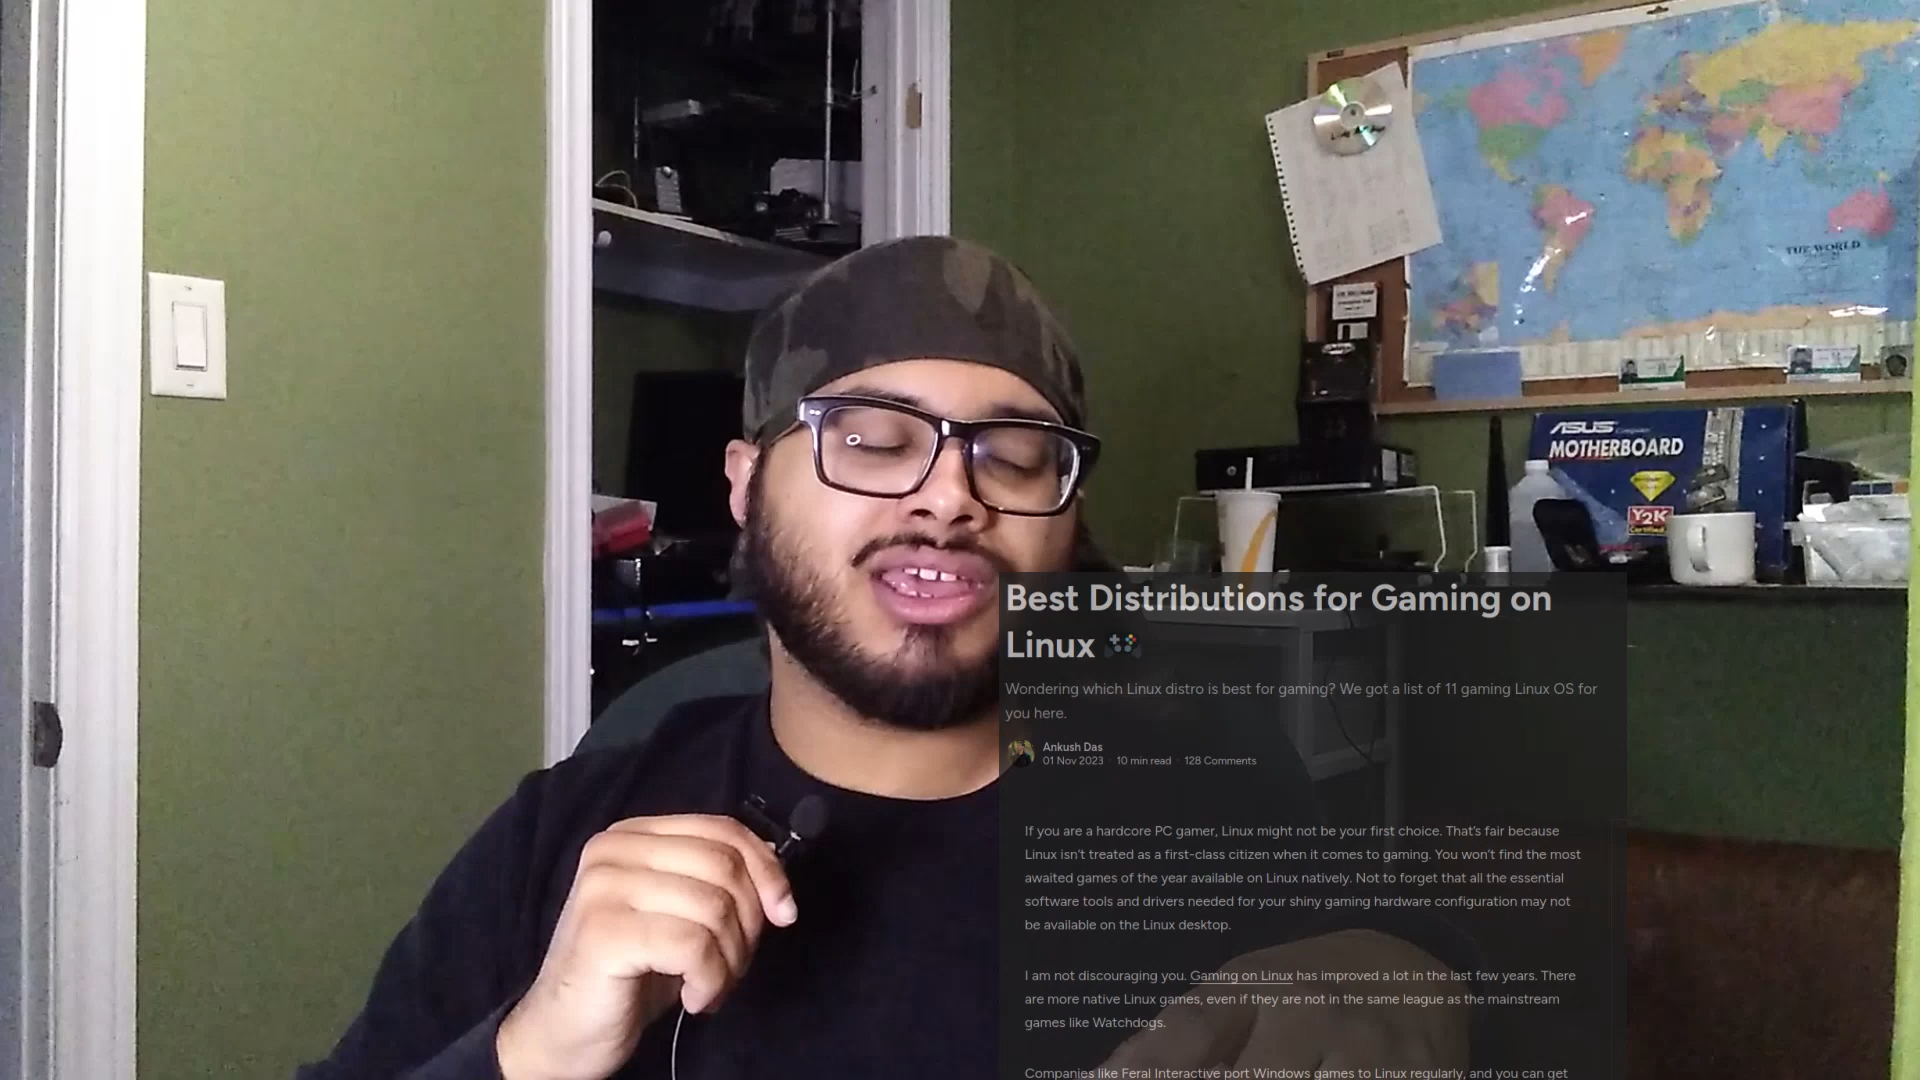 THE WORLD
ASUS Computer
MOTHERBOARD
Y2K
Certified
Best Distributions for Gaming on
Linux
Wondering which Linux distro is best for gaming? We got a list of 11 gaming Linux OS for
you here.
Ankush Das
01 Nov 2023 10 min read 128 Comments
If you are a hardcore PC gamer, Linux might not be your first choice. That's fair because
Linux isn't treated as a first-class citizen when it comes to gaming. You won't find the most
awaited games of the year available on Linux natively. Not to forget that all the essential
software tools and drivers needed for your shiny gaming hardware configuration may not
be available on the Linux desktop.
I am not discouraging you. Gaming on Linux has improved a lot in the last few years. There
are more native Linux games, even if they are not in the same league as the mainstream
games like Watchdogs.
Companies like Feral Interactive port Windows games to Linux regularly, and you can get